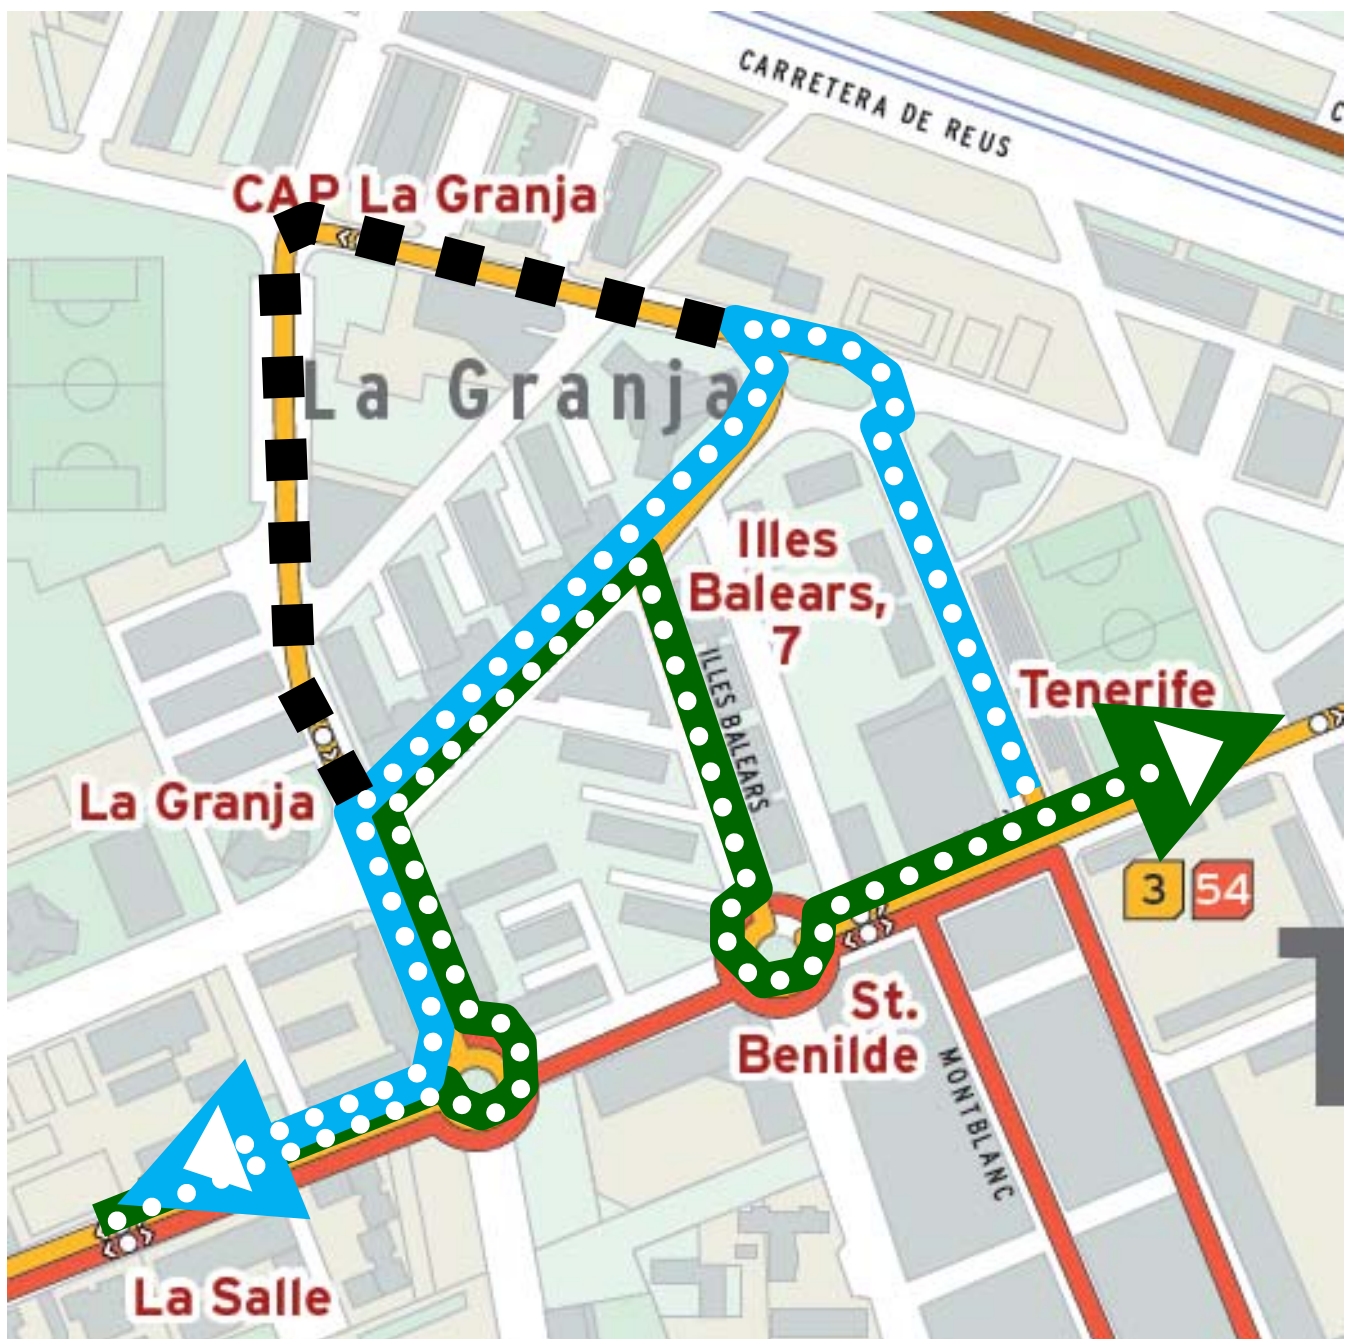 CARRETERA DE REUS
C
CAP La Granja
La Granja
Illes
Balears,
7
ILLES BALEARS
Tenerife
La Granja
3 54
T
St.
Benilde
MONTBLANC
La Salle